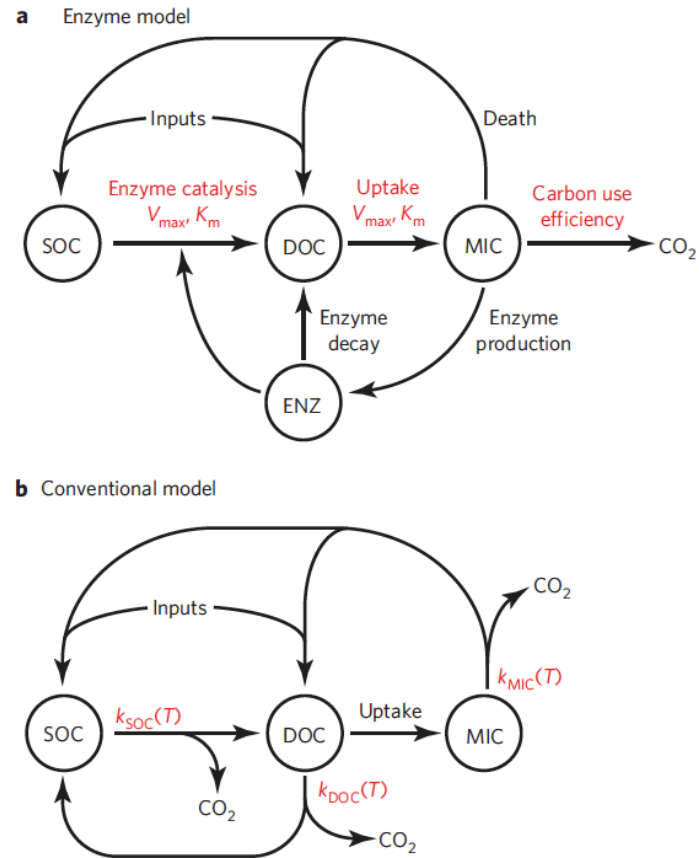 a Enzyme model
Inputs
Death
Enzyme catalysis
Vmax, Km
Uptake
Vmax, Km
Carbon use
efficiency
SOC
DOC
MIC
CO₂
Enzyme
decay
Enzyme
production
ENZ
b Conventional model
CO₂
Inputs
kMIC(T)
kSOC(T)
Uptake
SOC
DOC
MIC
kDOC(T)
CO₂
CO₂